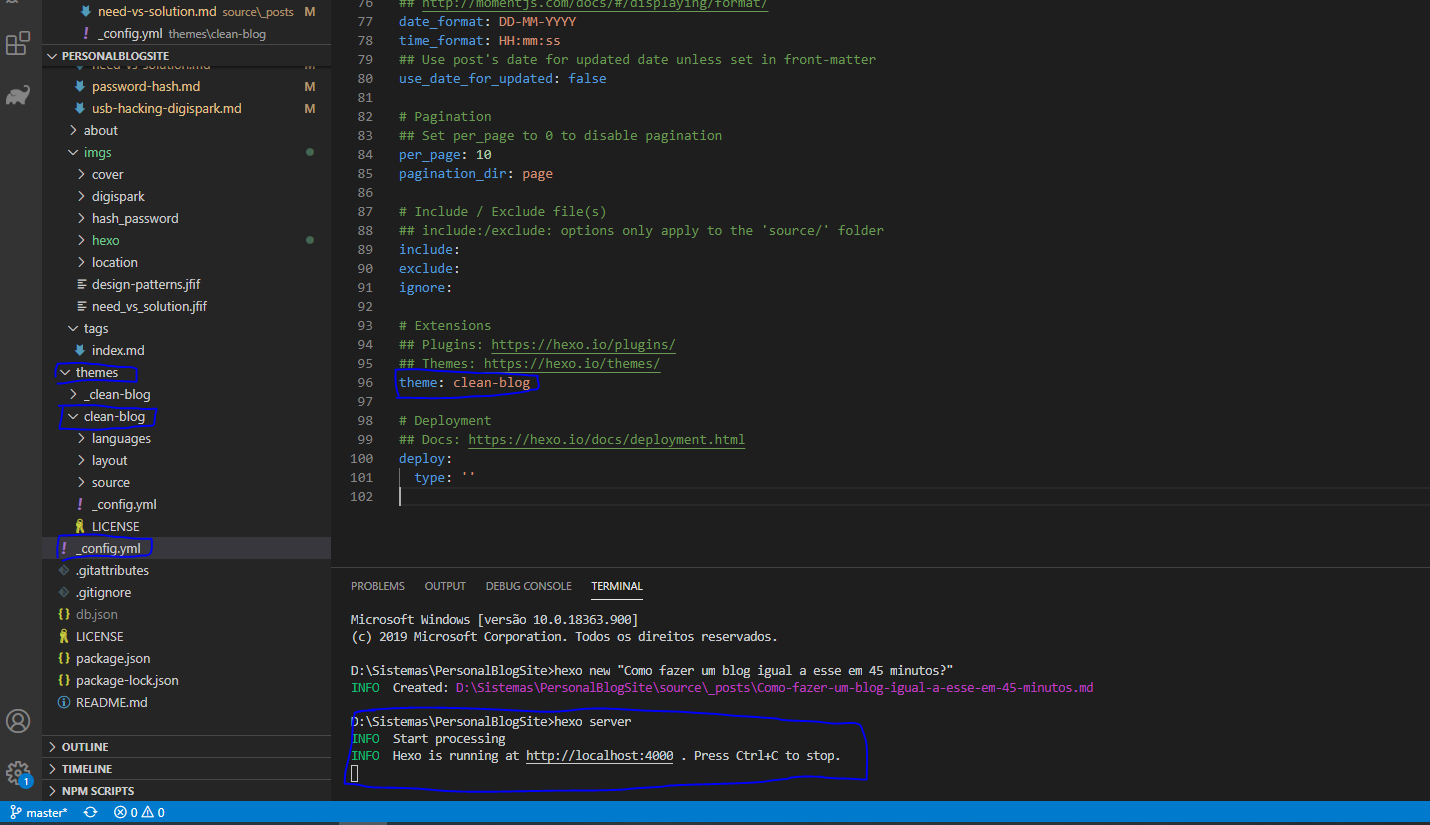 need-vs-solution.md source\_posts M
! _config.yml themes\clean-blog
PERSONALBLOGSITE
need-vs-solution.md M
password-hash.md M
usb-hacking-digispark.md M
about
imgs
cover
digispark
hash_password
hexo
location
design-patterns.jfif
need_vs_solution.jfif
tags
index.md
themes
_clean-blog
clean-blog
languages
layout
source
! _config.yml
LICENSE
! _config.yml
.gitattributes
.gitignore
{} db.json
LICENSE
{} package.json
{} package-lock.json
README.md
OUTLINE
TIMELINE
NPM SCRIPTS
76 ## http://momentjs.com/docs/#/displaying/format/
77 date_format: DD-MM-YYYY
78 time_format: HH:mm:ss
79 ## Use post's date for updated date unless set in front-matter
80 use_date_for_updated: false
81
82 # Pagination
83 ## Set per_page to 0 to disable pagination
84 per_page: 10
85 pagination_dir: page
86
87 # Include / Exclude file(s)
88 ## include:/exclude: options only apply to the 'source/' folder
89 include:
90 exclude:
91 ignore:
92
93 # Extensions
94 ## Plugins: https://hexo.io/plugins/
95 ## Themes: https://hexo.io/themes/
96 theme: clean-blog
97
98 # Deployment
99 ## Docs: https://hexo.io/docs/deployment.html
100 deploy:
101 type: ''
102
PROBLEMS OUTPUT DEBUG CONSOLE TERMINAL
Microsoft Windows [versão 10.0.18363.900]
(c) 2019 Microsoft Corporation. Todos os direitos reservados.
D:\Sistemas\PersonalBlogSite>hexo new "Como fazer um blog igual a esse em 45 minutos?"
INFO Created: D:\Sistemas\PersonalBlogSite\source\_posts\Como-fazer-um-blog-igual-a-esse-em-45-minutos.md
D:\Sistemas\PersonalBlogSite>hexo server
INFO Start processing
INFO Hexo is running at http://localhost:4000 . Press Ctrl+C to stop.
1
master* 0 0